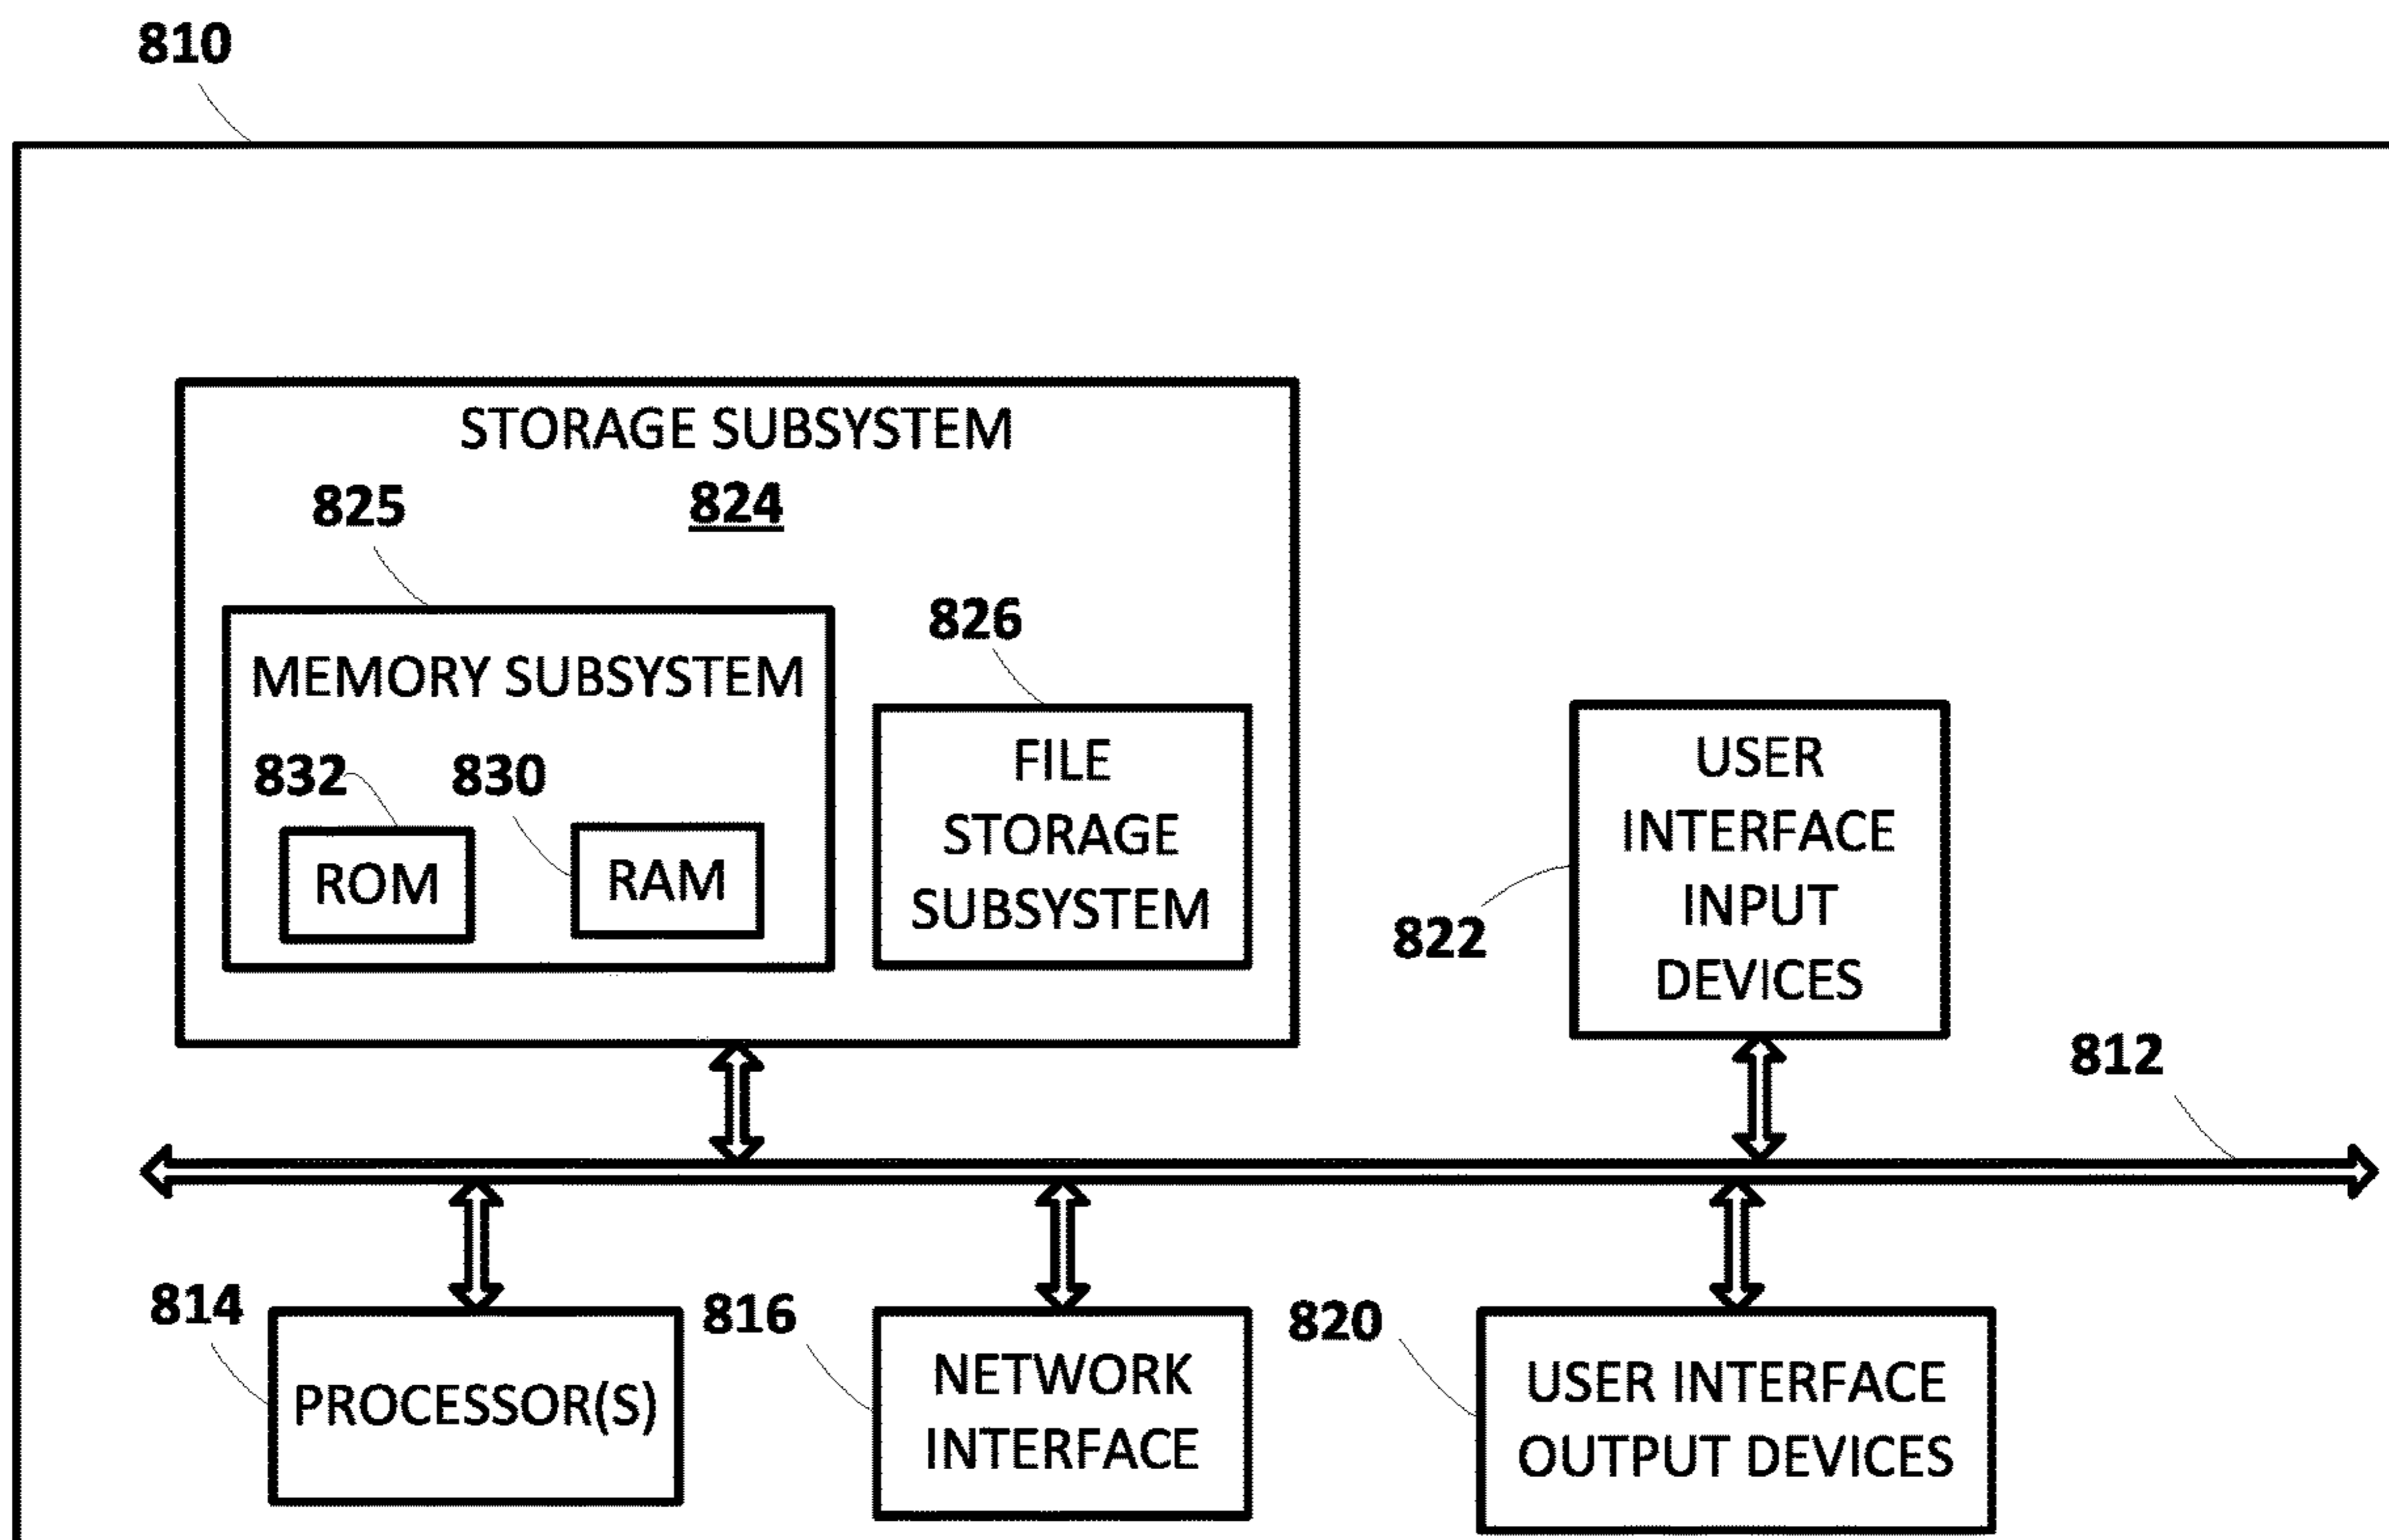 810
STORAGE SUBSYSTEM
824
825
MEMORY SUBSYSTEM
832
830
ROM
RAM
826
FILE
STORAGE
SUBSYSTEM
USER
INTERFACE
INPUT
DEVICES
822
812
814
PROCESSOR(S)
816
NETWORK
INTERFACE
820
USER INTERFACE
OUTPUT DEVICES